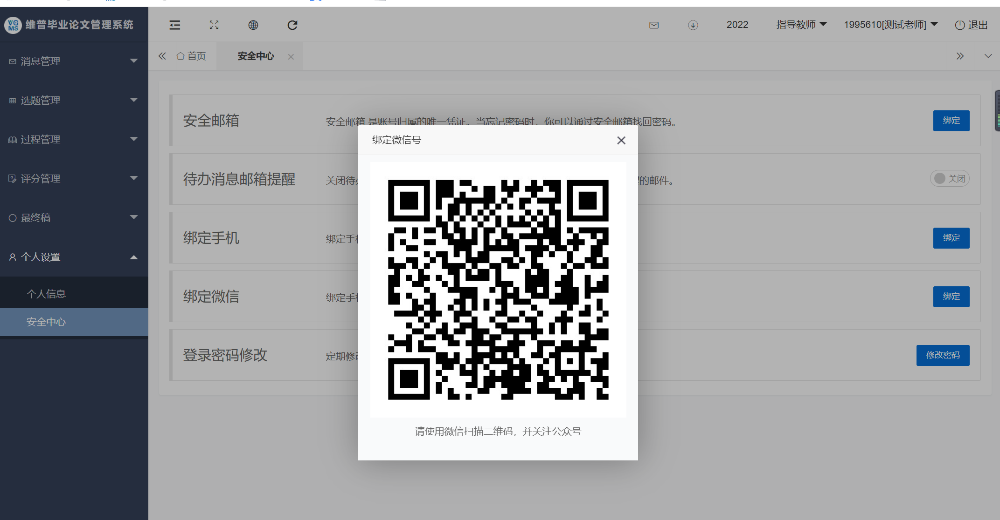 VG
MS
维普毕业论文管理系统
2022
指导教师
1995610[测试老师]
退出
首页
安全中心
消息管理
选题管理
过程管理
评分管理
最终稿
个人设置
个人信息
安全中心
安全邮箱
安全邮箱 是账号归属的唯一凭证。当忘记密码时，你可以通过安全邮箱找回密码。
绑定
待办消息邮箱提醒
关闭待
的邮件。
关闭
绑定手机
绑定手
绑定
绑定微信
绑定手
绑定
登录密码修改
定期修
修改密码
绑定微信号
请使用微信扫描二维码，并关注公众号